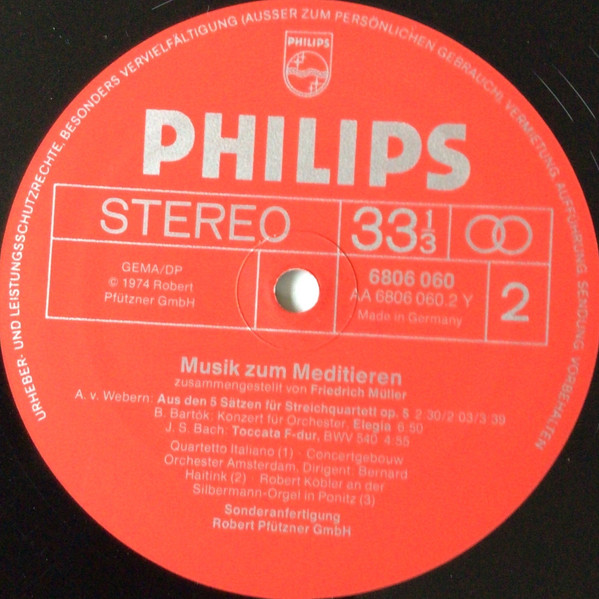 URHEBER- UND LEISTUNGSSCHUTZRECHTE, BESONDERS VERVIELFÄLTIGUNG (AUSSER ZUM PERSÖNLICHEN GEBRAUCH), VERMIETUNG, AUFFÜHRUNG, SENDUNG VORBEHALTEN
PHILIPS
PHILIPS
STEREO
33 1/3
GEMA/DP
℗ 1974 Robert
Pfützner GmbH
6806 060
AA 6806 060.2 Y
Made in Germany
2
Musik zum Meditieren
zusammengestellt von Friedrich Müller
A. v. Webern: Aus den 5 Sätzen für Streichquartett op. 5 2:30/2:03/3:39
B. Bartók: Konzert für Orchester, Elegia 6:50
J. S. Bach: Toccata F-dur, BWV 540 4:55
Quartetto Italiano (1) · Concertgebouw
Orchester Amsterdam, Dirigent: Bernard
Haitink (2) · Robert Köbler an der
Silbermann-Orgel in Ponitz (3)
Sonderanfertigung
Robert Pfützner GmbH